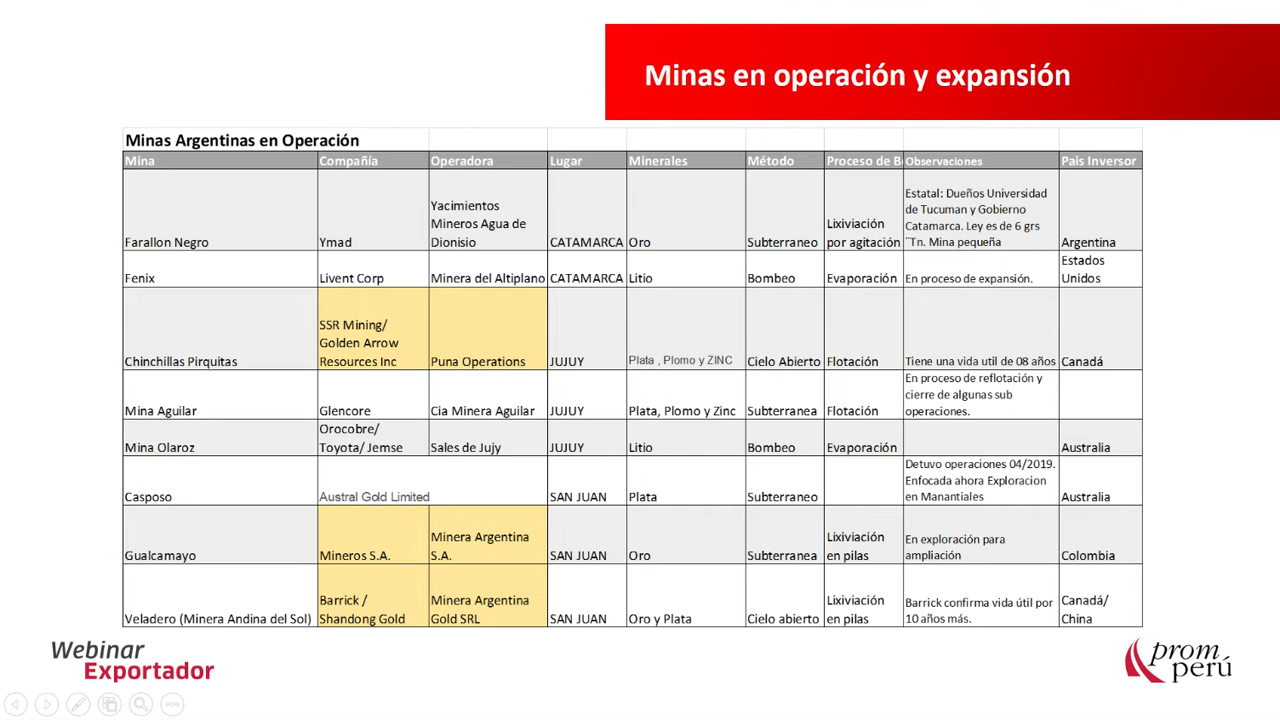 Minas en operación y expansión
Minas Argentinas en Operación
Mina Compañía Operadora Lugar Minerales Método Proceso de B Observaciones Pais Inversor
Farallon Negro Ymad Yacimientos Mineros Agua de Dionisio CATAMARCA Oro Subterraneo Lixiviación por agitación Estatal: Dueños Universidad de Tucuman y Gobierno Catamarca. Ley es de 6 grs ¨Tn. Mina pequeña Argentina
Fenix Livent Corp Minera del Altiplano CATAMARCA Litio Bombeo Evaporación En proceso de expansión. Estados Unidos
Chinchillas Pirquitas SSR Mining/ Golden Arrow Resources Inc Puna Operations JUJUY Plata , Plomo y ZINC Cielo Abierto Flotación Tiene una vida util de 08 años Canadá
Mina Aguilar Glencore Cia Minera Aguilar JUJUY Plata, Plomo y Zinc Subterranea Flotación En proceso de reflotación y cierre de algunas sub operaciones.
Mina Olaroz Orocobre/ Toyota/ Jemse Sales de Jujy JUJUY Litio Bombeo Evaporación Australia
Casposo Austral Gold Limited SAN JUAN Plata Subterraneo Detuvo operaciones 04/2019. Enfocada ahora Exploracion en Manantiales Australia
Gualcamayo Mineros S.A. Minera Argentina S.A. SAN JUAN Oro Subterranea Lixiviación en pilas En exploración para ampliación Colombia
Veladero (Minera Andina del Sol) Barrick / Shandong Gold Minera Argentina Gold SRL SAN JUAN Oro y Plata Cielo abierto Lixiviación en pilas Barrick confirma vida útil por 10 años más. Canadá/ China
Webinar
Exportador
prom
perú